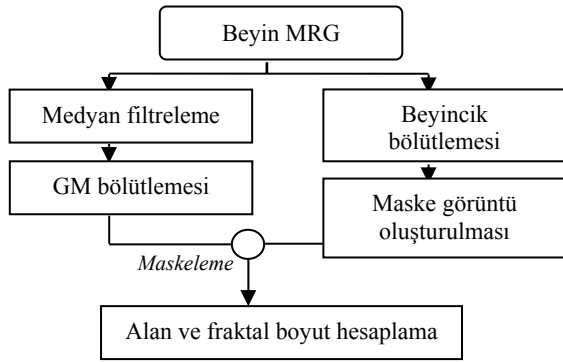 Beyin MRG
Medyan filtreleme
Beyincik
bölütlemesi
GM bölütlemesi
Maske görüntü
oluşturulması
Maskeleme
Alan ve fraktal boyut hesaplama